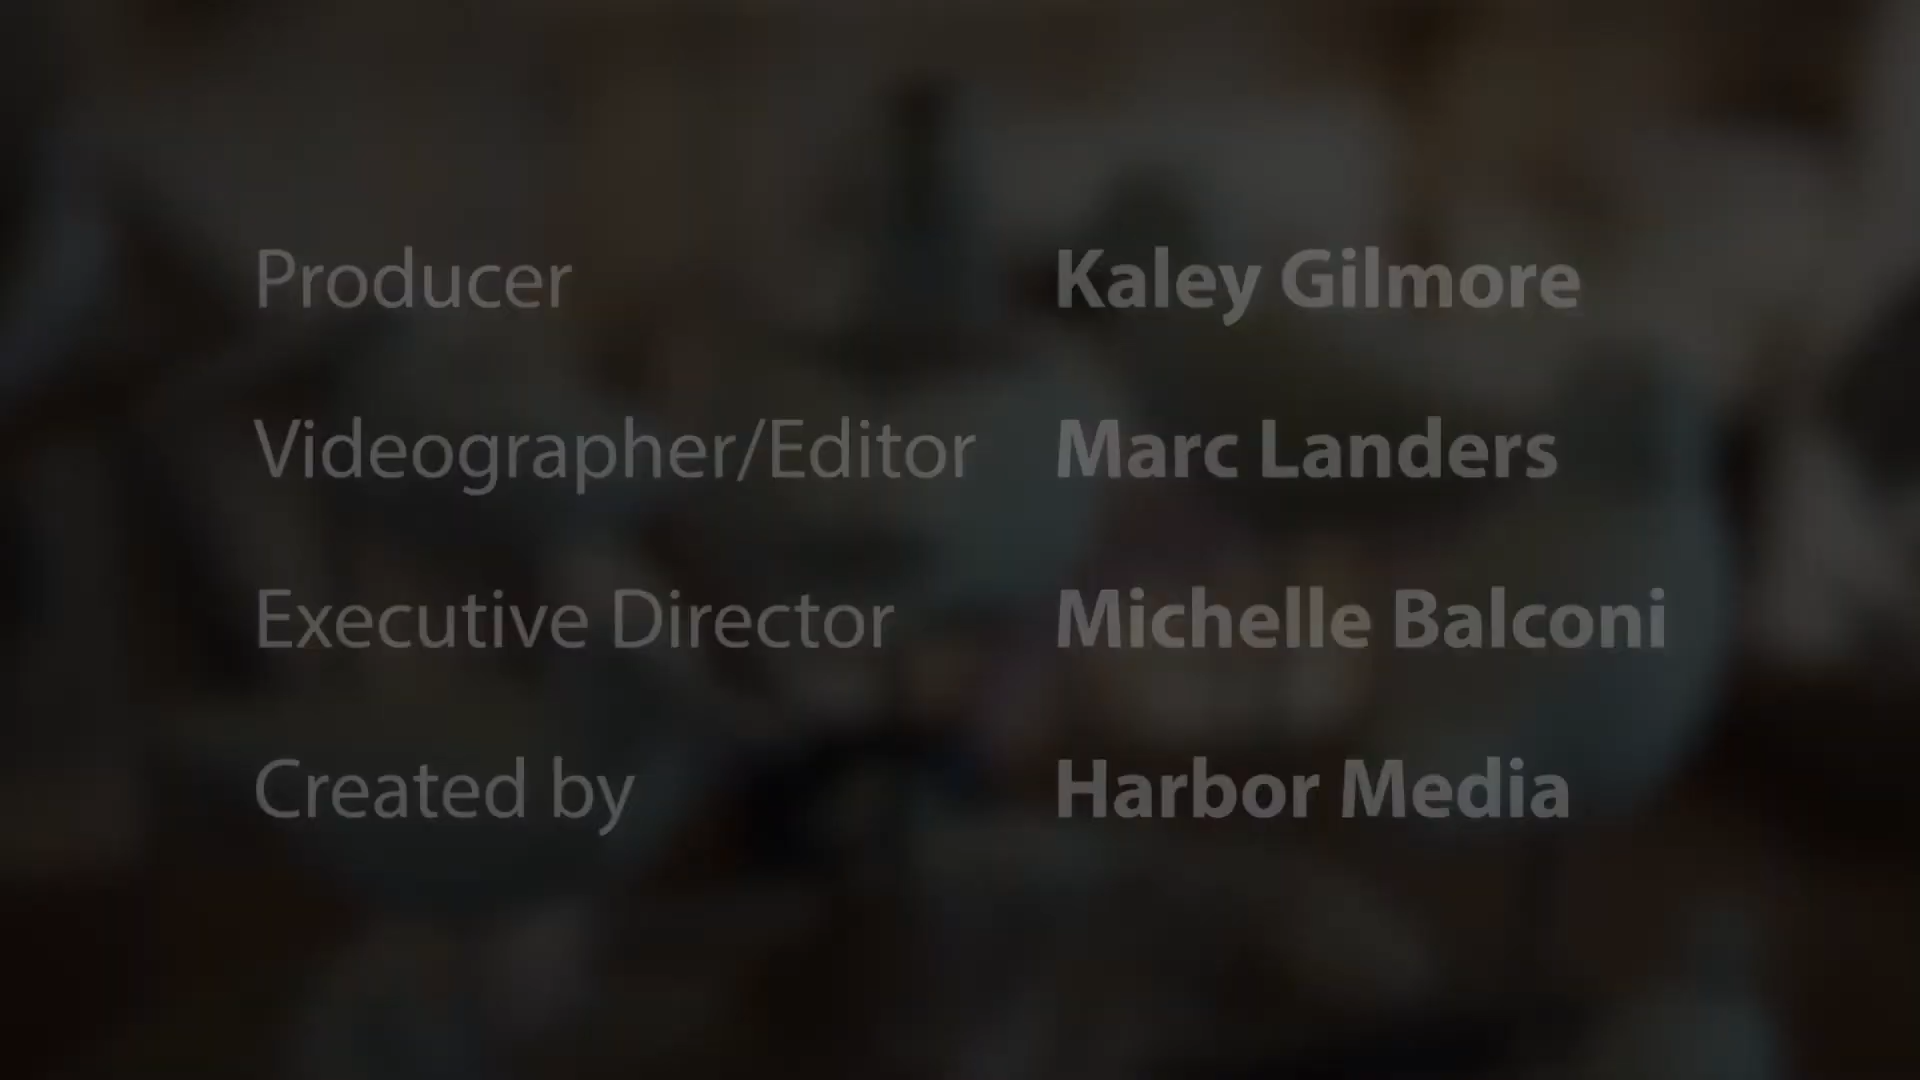 Producer Kaley Gilmore
Videographer/Editor Marc Landers
Executive Director Michelle Balconi
Created by Harbor Media